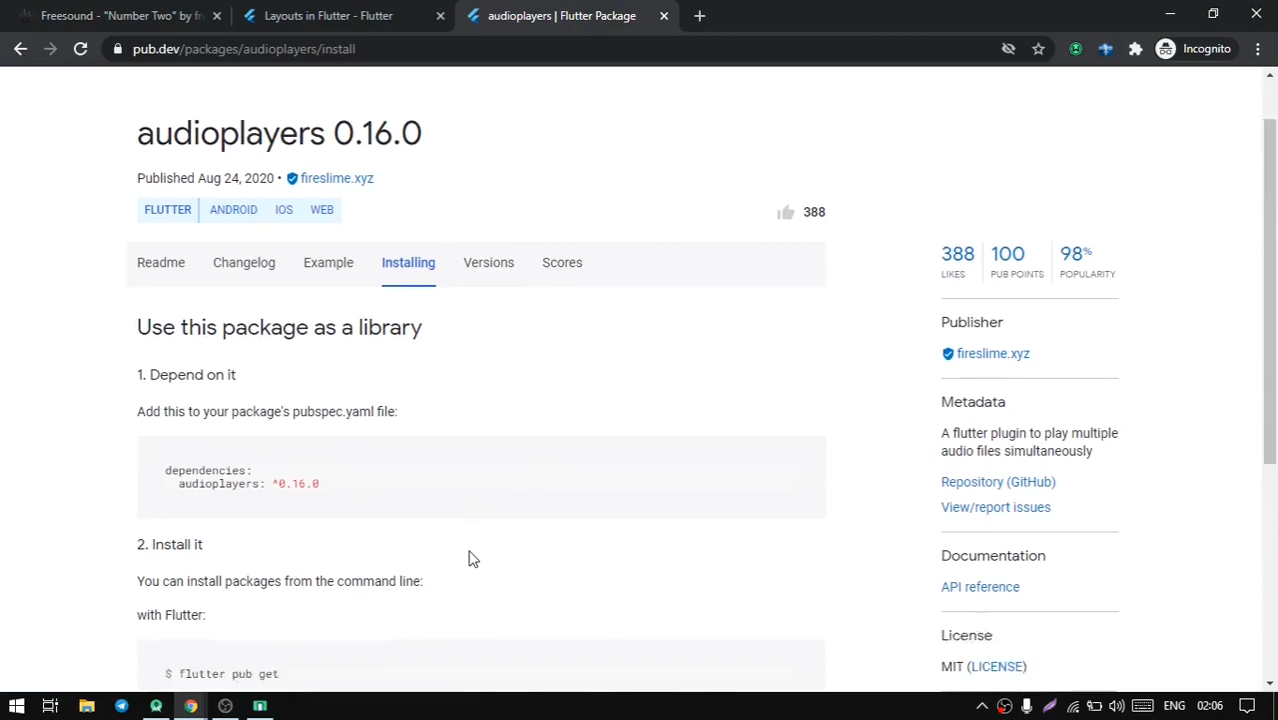 Freesound - "Number Two" by fr
Layouts in Flutter - Flutter
audioplayers | Flutter Package
pub.dev/packages/audioplayers/install
Incognito
audioplayers 0.16.0
Published Aug 24, 2020 • fireslime.xyz
FLUTTER ANDROID IOS WEB
388
Readme Changelog Example Installing Versions Scores
Use this package as a library
1. Depend on it
Add this to your package's pubspec.yaml file:
dependencies:
audioplayers: ^0.16.0
2. Install it
You can install packages from the command line:
with Flutter:
$ flutter pub get
388 100 98%
LIKES PUB POINTS POPULARITY
Publisher
fireslime.xyz
Metadata
A flutter plugin to play multiple
audio files simultaneously
Repository (GitHub)
View/report issues
Documentation
API reference
License
MIT (LICENSE)
ENG 02:06